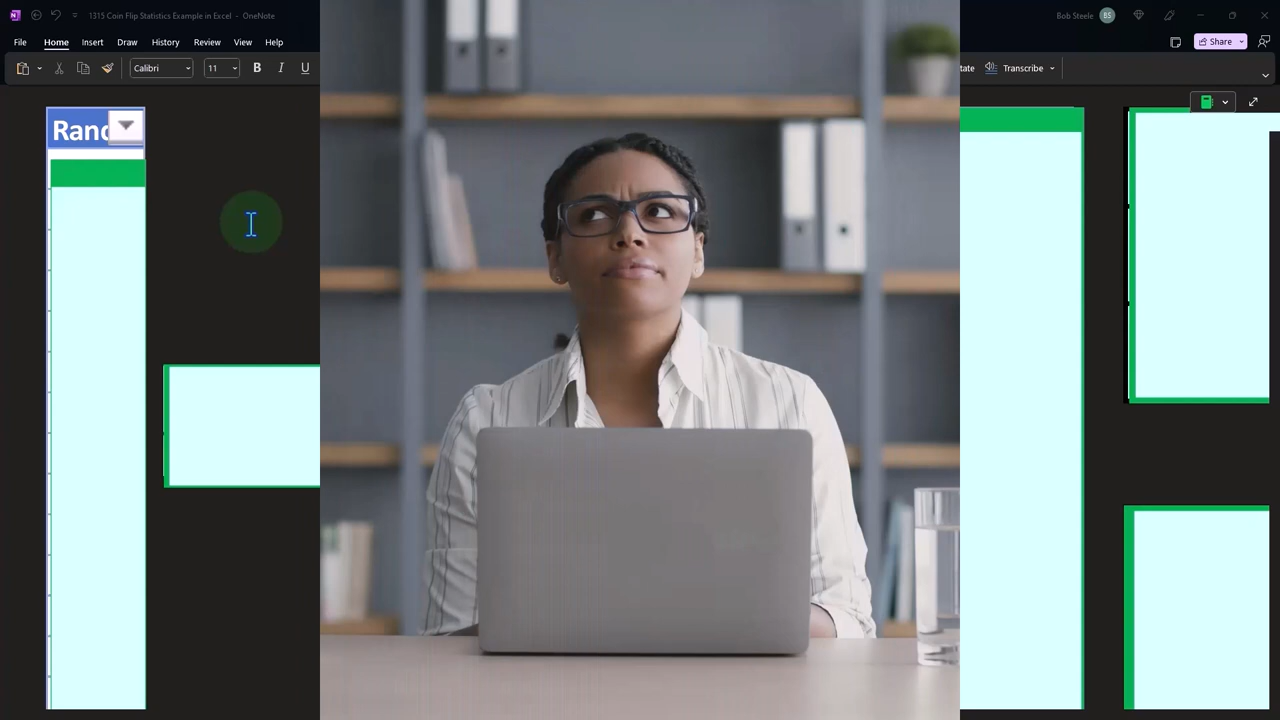 1315 Coin Flip Statistics Example in Excel - OneNote
Bob Steele BS
File Home Insert Draw History Review View Help
Share
Calibri 11 B I U
tate Transcribe
Rand